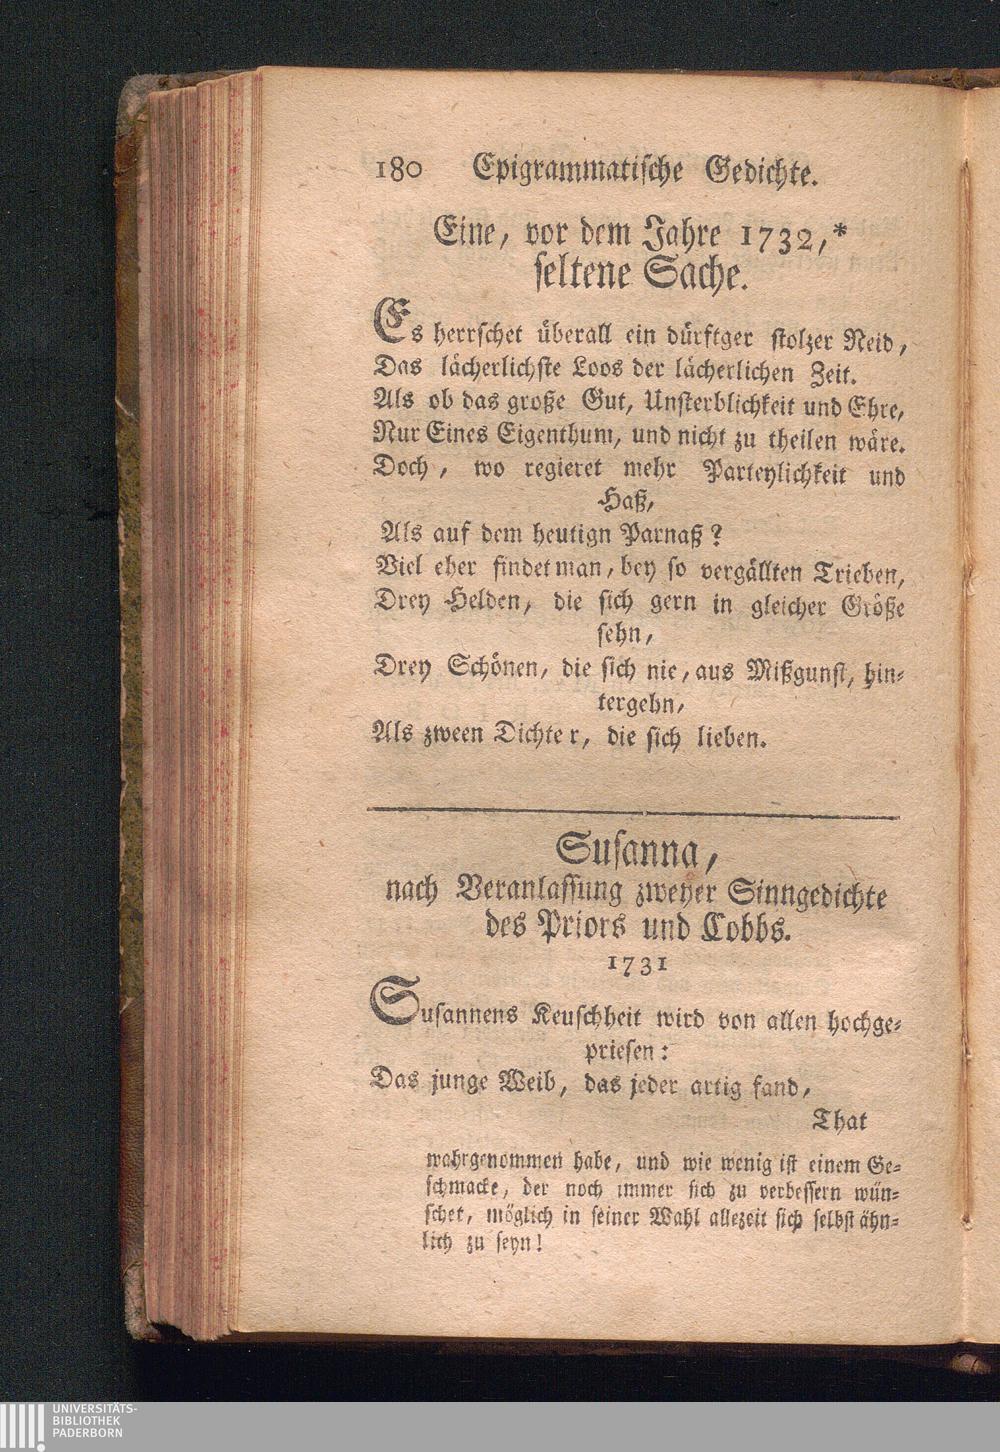 180 Epigrammatische Gedichte.
Eine, vor dem Jahre 1732,*
seltene Sache.
Es herrschet überall ein dürftger stolzer Neid,
Das lächerlichste Loos der lächerlichen Zeit.
Als ob das große Gut, Unsterblichkeit und Ehre,
Nur Eines Eigenthum, und nicht zu theilen wäre.
Doch, wo regieret mehr Parteylichkeit und
Haß,
Als auf dem heutign Parnaß?
Viel eher findet man, bey so vergällten Trieben,
Drey Helden, die sich gern in gleicher Größe
sehn,
Drey Schönen, die sich nie, aus Mißgunst, hin-
tergehn,
Als zween Dichter, die sich lieben.
Susanna,
nach Veranlassung zweyer Sinngedichte
des Priors und Cobbs.
1731
Susannens Keuschheit wird von allen hochge-
priesen:
Das junge Weib, das jeder artig fand,
That
wahrgenommen habe, und wie wenig ist einem Ge-
schmacke, der noch immer sich zu verbessern wün-
schet, möglich in seiner Wahl allezeit sich selbst ähn-
lich zu seyn!
UNIVERSITÄTS-
BIBLIOTHEK
PADERBORN